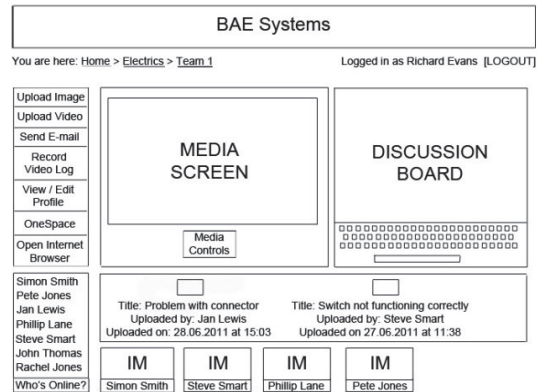 BAE Systems
You are here: Home > Electrics > Team 1
Logged in as Richard Evans [LOGOUT]
Upload Image
Upload Video
Send E-mail
Record
Video Log
View / Edit
Profile
OneSpace
Open Internet
Browser
MEDIA
SCREEN
Media
Controls
DISCUSSION
BOARD
Simon Smith
Pete Jones
Jan Lewis
Phillip Lane
Steve Smart
John Thomas
Rachel Jones
Who's Online?
Title: Problem with connector
Uploaded by: Jan Lewis
Uploaded on: 28.06.2011 at 15:03
Title: Switch not functioning correctly
Uploaded by: Steve Smart
Uploaded on 27.06.2011 at 11:38
IM
Simon Smith
IM
Steve Smart
IM
Phillip Lane
IM
Pete Jones